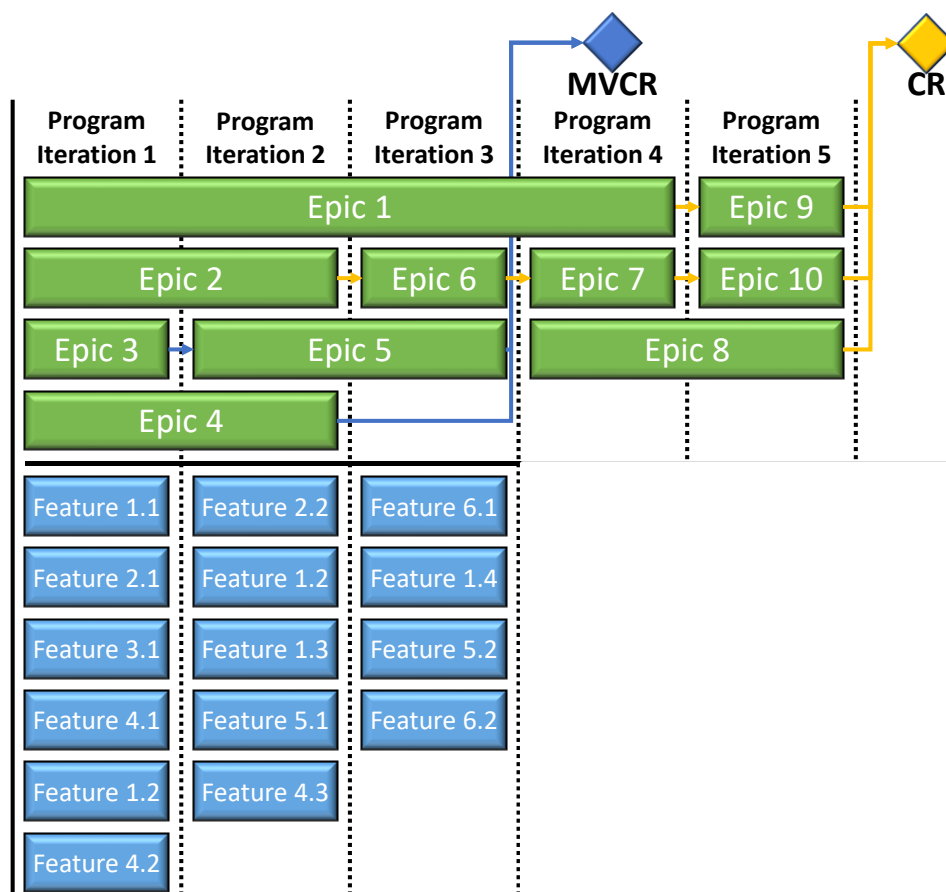 MVCR
CR
Program
Iteration 1
Program
Iteration 2
Program
Iteration 3
Program
Iteration 4
Program
Iteration 5
Epic 1
Epic 9
Epic 2
Epic 6
Epic 7
Epic 10
Epic 3
Epic 5
Epic 8
Epic 4
Feature 1.1
Feature 2.2
Feature 6.1
Feature 2.1
Feature 1.2
Feature 1.4
Feature 3.1
Feature 1.3
Feature 5.2
Feature 4.1
Feature 5.1
Feature 6.2
Feature 1.2
Feature 4.3
Feature 4.2